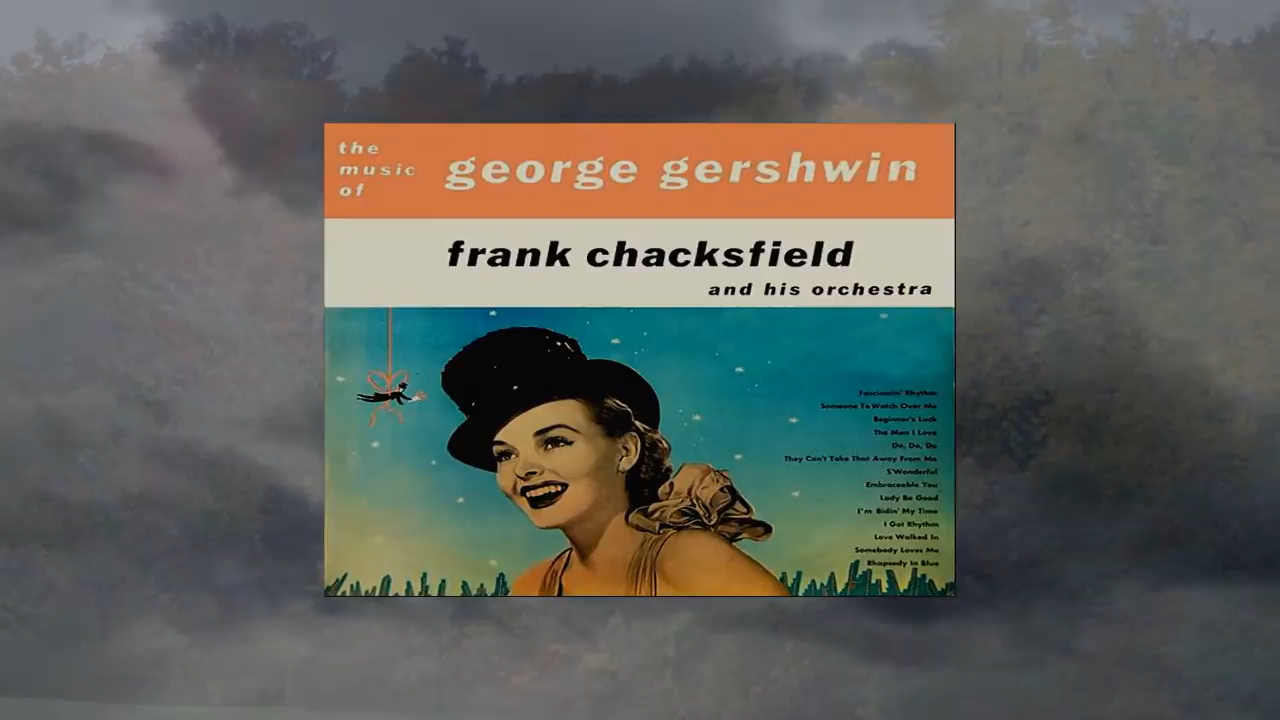 the
music
of
george gershwin
frank chacksfield
and his orchestra
Fascinatin' Rhythm
Someone To Watch Over Me
Beginner's Luck
The Man I Love
Do, Do, Do
They Can't Take That Away From Me
S'Wonderful
Embraceable You
Lady Be Good
I'm Bidin' My Time
I Got Rhythm
Love Walked In
Somebody Loves Me
Rhapsody In Blue